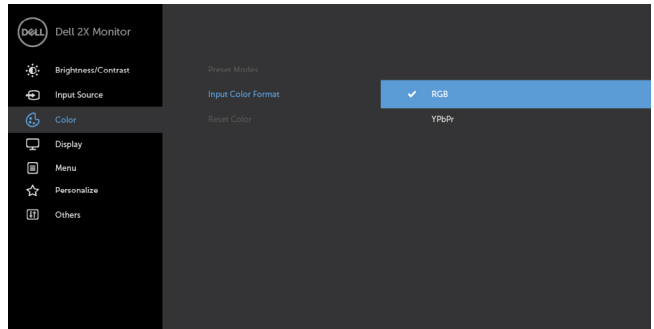 DELL Dell 2X Monitor
Brightness/Contrast
Preset Modes
Input Source
Input Color Format ✓ RGB
Color
Reset Color YPbPr
Display
Menu
Personalize
Others